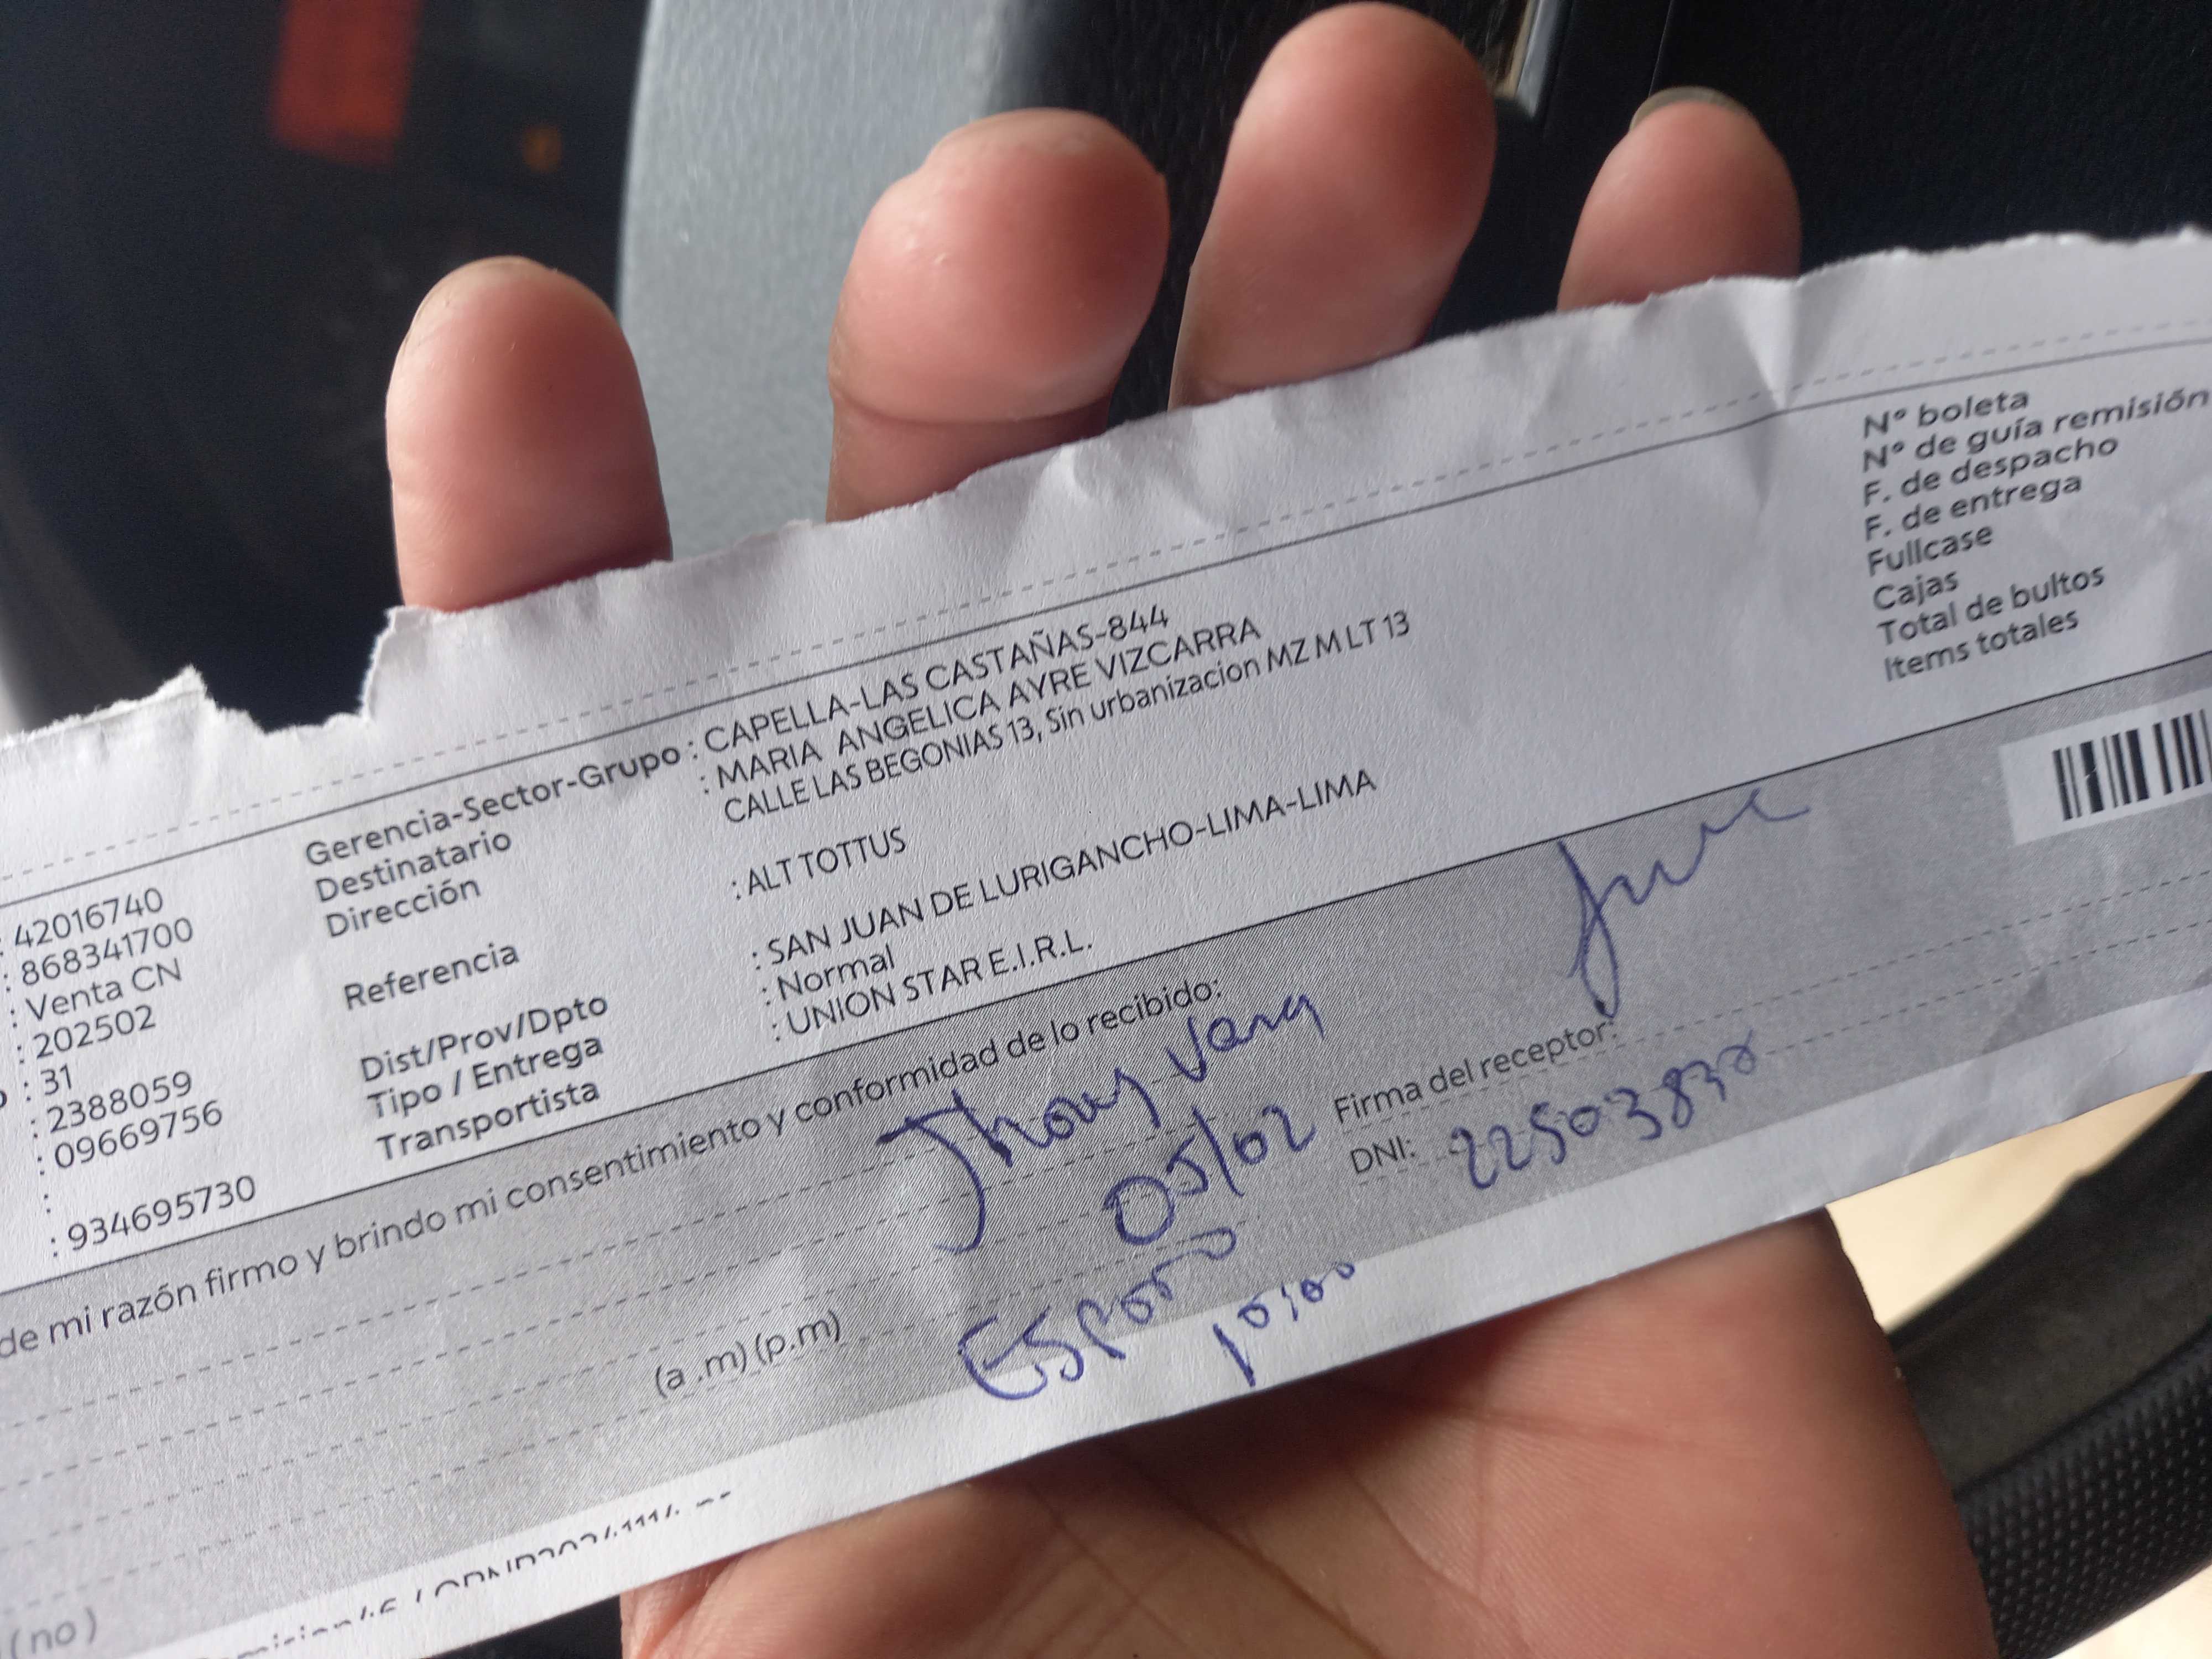 : 42016740
: 868341700
: Venta CN
: 202502
: 31
: 2388059
: 09669756
:
: 934695730
Gerencia-Sector-Grupo : CAPELLA-LAS CASTAÑAS-844
Destinatario : MARIA ANGELICA AYRE VIZCARRA
Dirección CALLE LAS BEGONIAS 13, Sin urbanizacion MZ M LT 13
Referencia : ALT TOTTUS
Dist/Prov/Dpto : SAN JUAN DE LURIGANCHO-LIMA-LIMA
Tipo / Entrega : Normal
Transportista : UNION STAR E.I.R.L.
N° boleta
N° de guía remisión
F. de despacho
F. de entrega
Fullcase
Cajas
Total de bultos
Items totales
de mi razón firmo y brindo mi consentimiento y conformidad de lo recibido:
Jhony
05/02
Firma del receptor:
DNI: 22503830
(a .m) (p.m)
Esposo
10:00
(no)